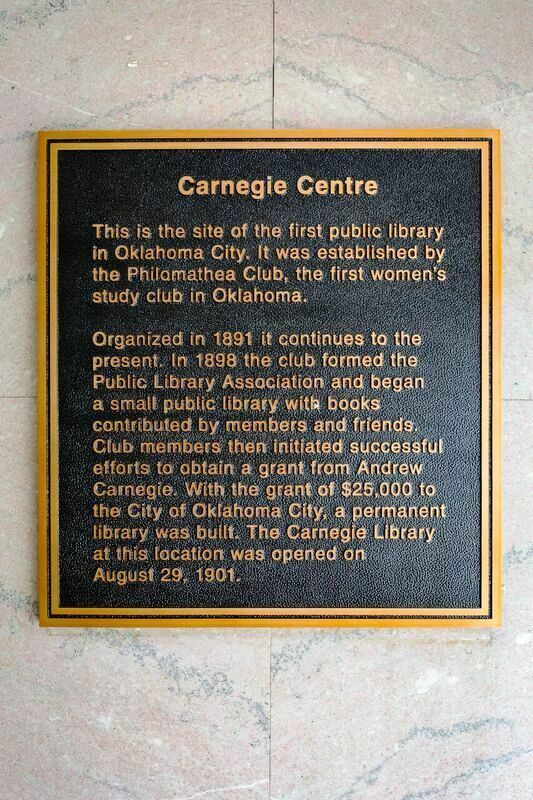 Carnegie Centre
This is the site of the first public library
in Oklahoma City. It was established by
the Philomathea Club, the first women's
study club in Oklahoma.
Organized in 1891 it continues to the
present. In 1898 the club formed the
Public Library Association and began
a small public library with books
contributed by members and friends.
Club members then initiated successful
efforts to obtain a grant from Andrew
Carnegie. With the grant of $25,000 to
the City of Oklahoma City, a permanent
library was built. The Carnegie Library
at this location was opened on
August 29, 1901.